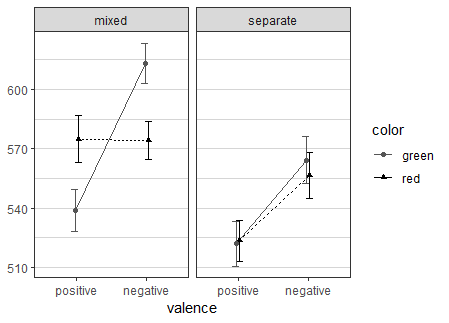 mixed
separate
600
570
540
510
positive
negative
positive
negative
valence
color
green
red